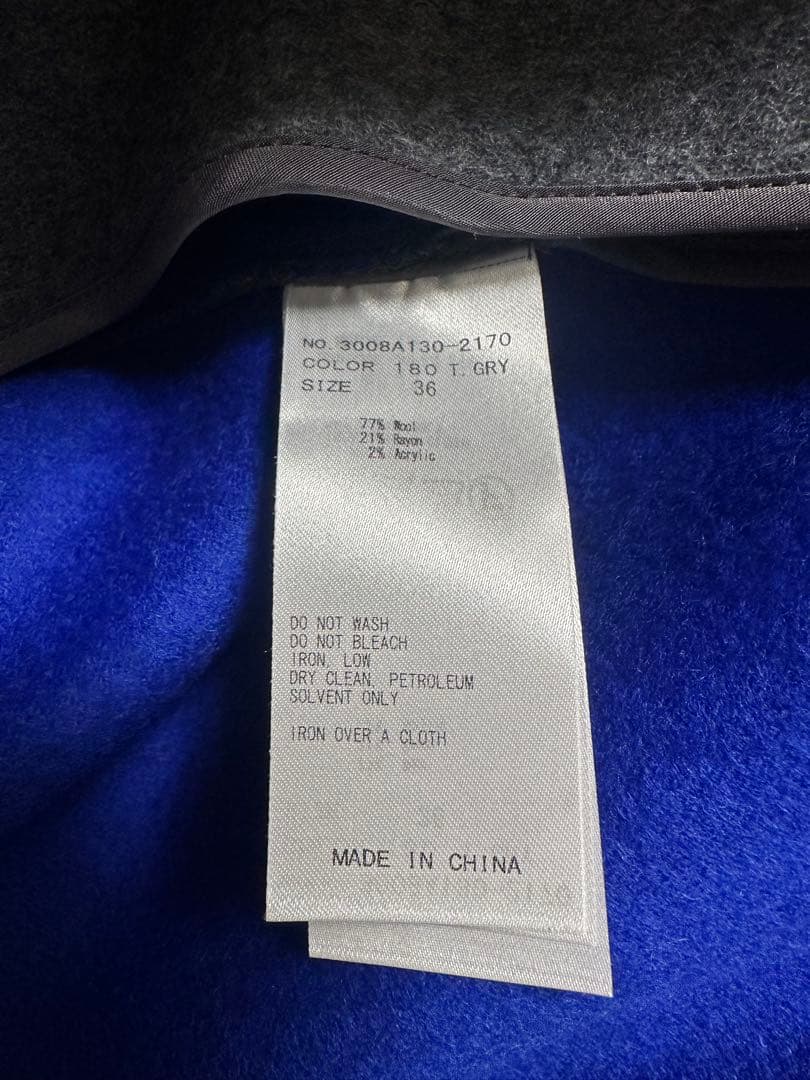 NO. 3008A130-2170
COLOR 180 T. GRY
SIZE 36
77% Wool
21% Rayon
2% Acrylic
DO NOT WASH
DO NOT BLEACH
IRON, LOW
DRY CLEAN, PETROLEUM
SOLVENT ONLY
IRON OVER A CLOTH
MADE IN CHINA